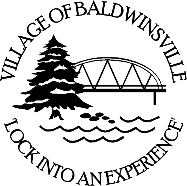 VILLAGE OF BALDWINSVILLE
LOCK INTO AN EXPERIENCE